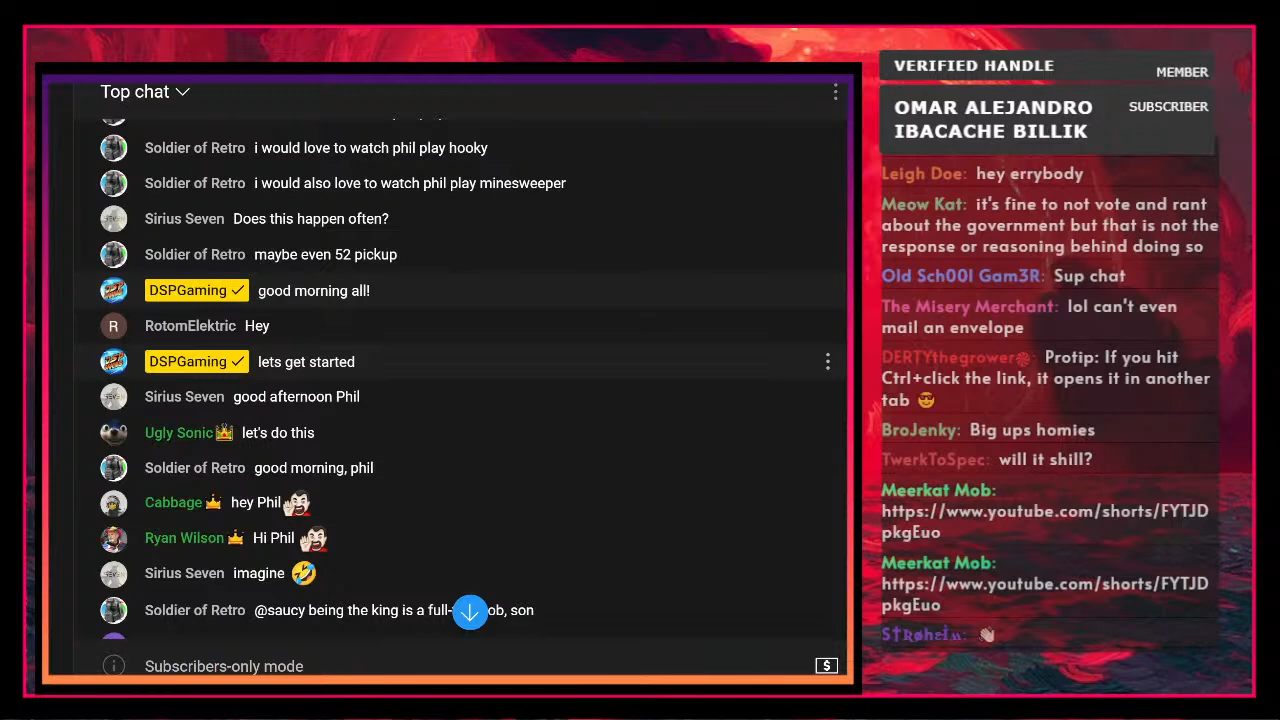 Top chat
Soldier of Retro i would love to watch phil play hooky
Soldier of Retro i would also love to watch phil play minesweeper
Sirius Seven Does this happen often?
Soldier of Retro maybe even 52 pickup
DSPGaming good morning all!
R RotomElektric Hey
DSPGaming lets get started
Sirius Seven good afternoon Phil
Ugly Sonic let's do this
Soldier of Retro good morning, phil
Cabbage hey Phil
Ryan Wilson Hi Phil
Sirius Seven imagine
Soldier of Retro @saucy being the king is a full- ob, son
Subscribers-only mode
$
VERIFIED HANDLE
MEMBER
OMAR ALEJANDRO
IBACACHE BILLIK
SUBSCRIBER
Leigh Doe: hey errybody
Meow Kat: it's fine to not vote and rant
about the government but that is not the
response or reasoning behind doing so
Old Sch00l Gam3R: Sup chat
The Misery Merchant: lol can't even
mail an envelope
DERTYthegrower: Protip: If you hit
Ctrl+click the link, it opens it in another
tab 😎
BroJenky: Big ups homies
TwerkToSpec: will it shill?
Meerkat Mob:
https://www.youtube.com/shorts/FYTJD
pkgEuo
Meerkat Mob:
https://www.youtube.com/shorts/FYTJD
pkgEuo